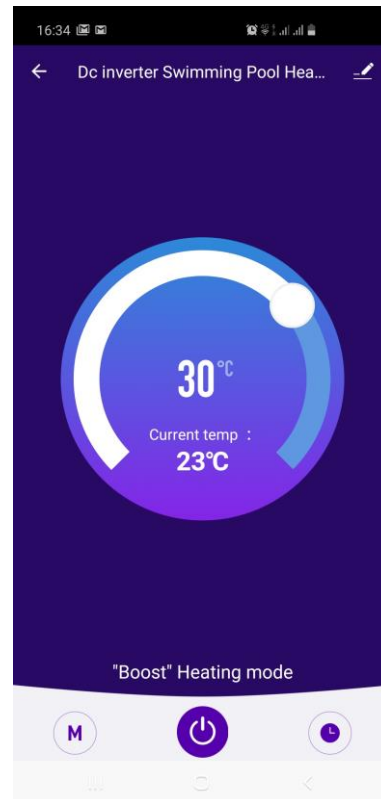 16:34
Dc inverter Swimming Pool Hea...
30°C
Current temp :
23°C
"Boost" Heating mode
M